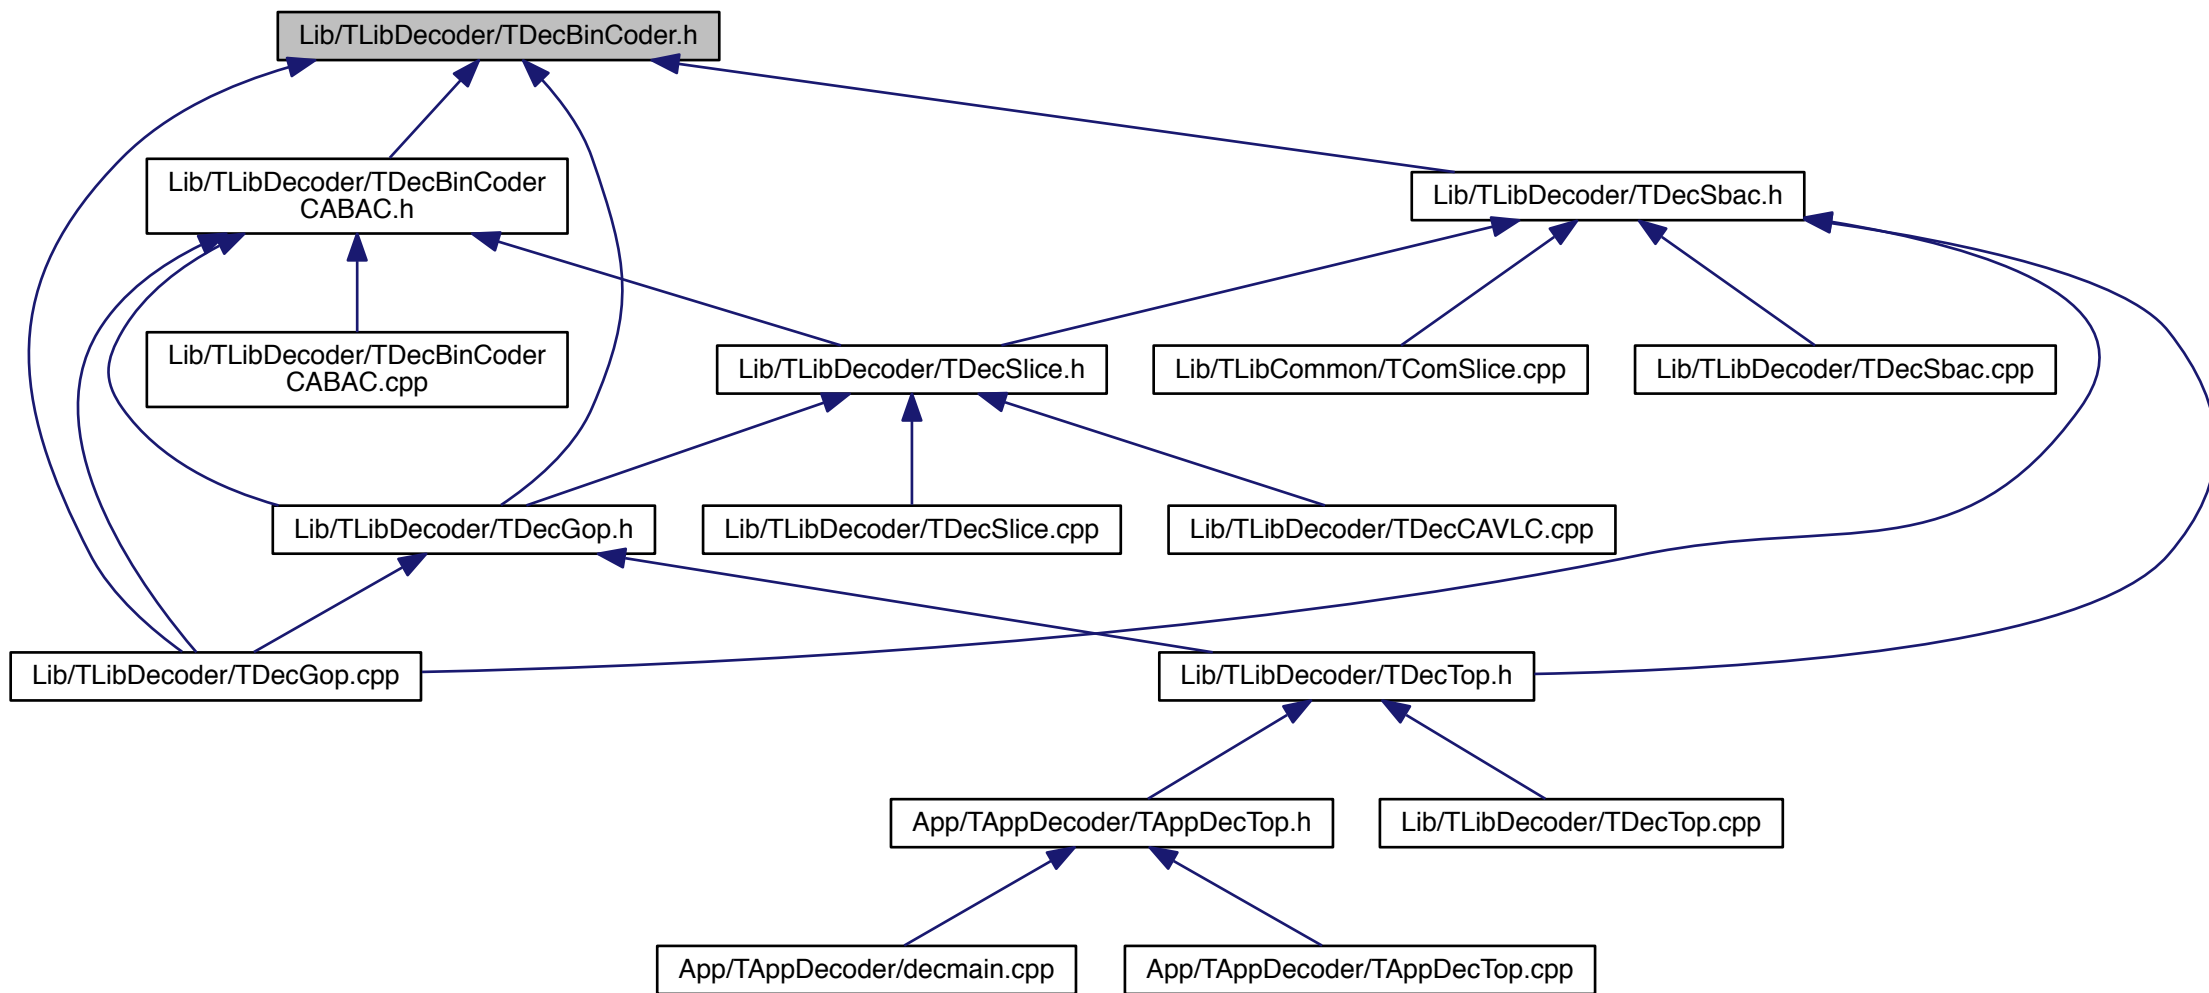 Lib/TLibDecoder/TDecBinCoder.h
Lib/TLibDecoder/TDecBinCoder
CABAC.h
Lib/TLibDecoder/TDecSbac.h
Lib/TLibDecoder/TDecBinCoder
CABAC.cpp
Lib/TLibDecoder/TDecSlice.h
Lib/TLibCommon/TComSlice.cpp
Lib/TLibDecoder/TDecSbac.cpp
Lib/TLibDecoder/TDecGop.h
Lib/TLibDecoder/TDecSlice.cpp
Lib/TLibDecoder/TDecCAVLC.cpp
Lib/TLibDecoder/TDecGop.cpp
Lib/TLibDecoder/TDecTop.h
App/TAppDecoder/TAppDecTop.h
Lib/TLibDecoder/TDecTop.cpp
App/TAppDecoder/decmain.cpp
App/TAppDecoder/TAppDecTop.cpp